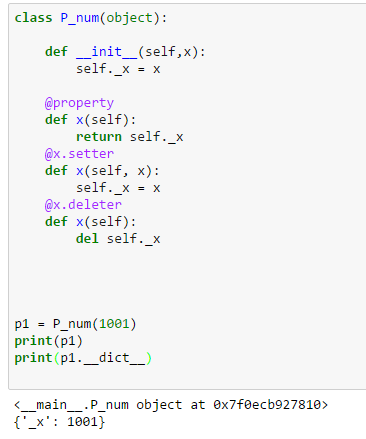 class P_num(object):
    def __init__(self,x):
        self._x = x
    @property
    def x(self):
        return self._x
    @x.setter
    def x(self, x):
        self._x = x
    @x.deleter
    def x(self):
        del self._x
p1 = P_num(1001)
print(p1)
print(p1.__dict__)
<__main__.P_num object at 0x7f0ecb927810>
{'_x': 1001}